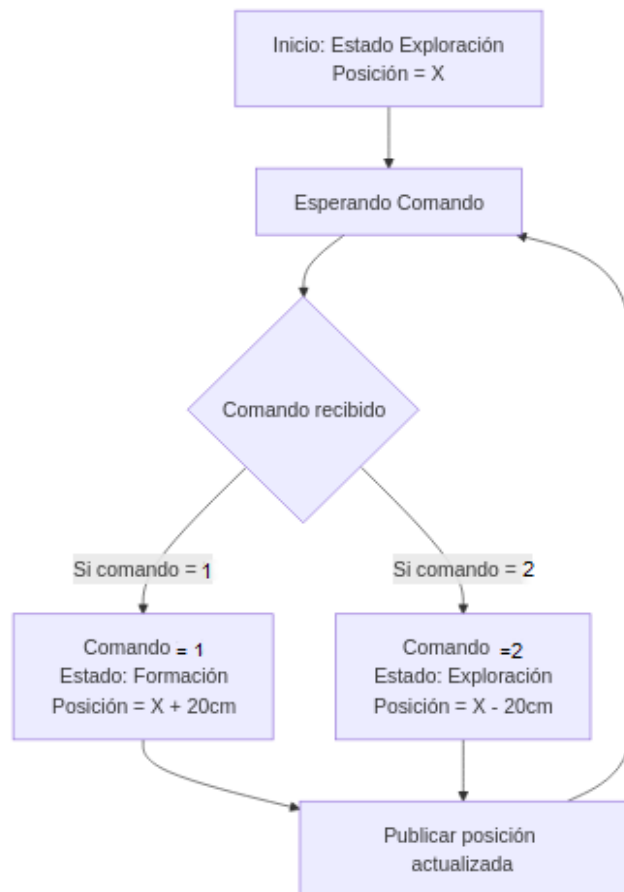 Inicio: Estado Exploración
Posición = X
Esperando Comando
Comando recibido
Si comando = 1
Si comando = 2
Comando = 1
Estado: Formación
Posición = X + 20cm
Comando =2
Estado: Exploración
Posición = X - 20cm
Publicar posición
actualizada